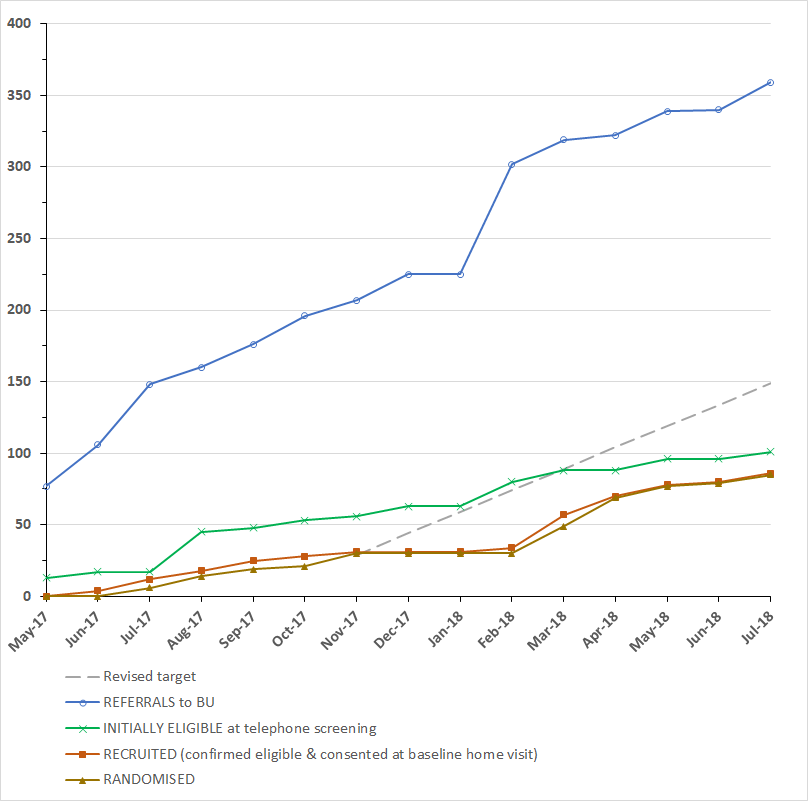 400
350
300
250
200
150
100
50
0
May-17 Jun-17 Jul-17 Aug-17 Sep-17 Oct-17 Nov-17 Dec-17 Jan-18 Feb-18 Mar-18 Apr-18 May-18 Jun-18 Jul-18
Revised target
REFERRALS to BU
INITIALLY ELIGIBLE at telephone screening
RECRUITED (confirmed eligible & consented at baseline home visit)
RANDOMISED